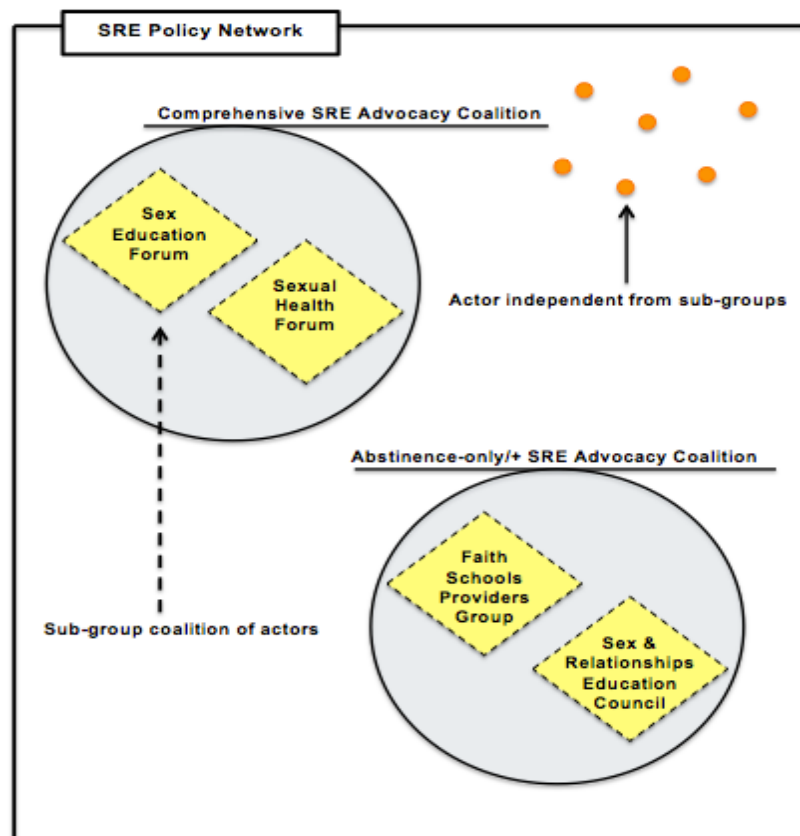 SRE Policy Network
Comprehensive SRE Advocacy Coalition
Sex
Education
Forum
Sexual
Health
Forum
Actor independent from sub-groups
Abstinence-only/+ SRE Advocacy Coalition
Faith
Schools
Providers
Group
Sub-group coalition of actors
Sex &
Relationships
Education
Council